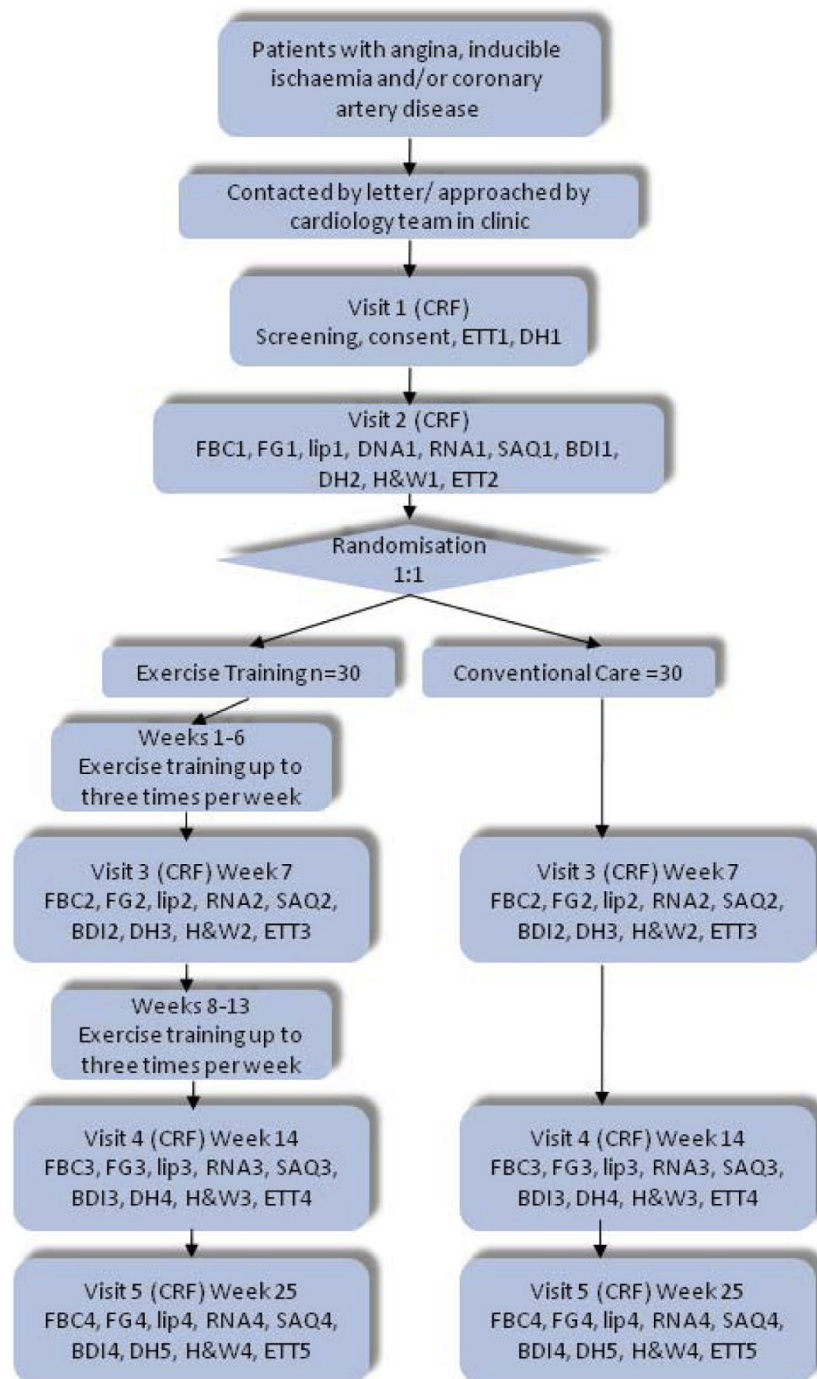 Patients with angina, inducible
ischaemia and/or coronary
artery disease
Contacted by letter/ approached by
cardiology team in clinic
Visit 1 (CRF)
Screening, consent, ETT1, DH1
Visit 2 (CRF)
FBC1, FG1, lip1, DNA1, RNA1, SAQ1, BDI1,
DH2, H&W1, ETT2
Randomisation
1:1
Exercise Training n=30
Conventional Care =30
Weeks 1-6
Exercise training up to
three times per week
Visit 3 (CRF) Week 7
FBC2, FG2, lip2, RNA2, SAQ2,
BDI2, DH3, H&W2, ETT3
Visit 3 (CRF) Week 7
FBC2, FG2, lip2, RNA2, SAQ2,
BDI2, DH3, H&W2, ETT3
Weeks 8-13
Exercise training up to
three times per week
Visit 4 (CRF) Week 14
FBC3, FG3, lip3, RNA3, SAQ3,
BDI3, DH4, H&W3, ETT4
Visit 4 (CRF) Week 14
FBC3, FG3, lip3, RNA3, SAQ3,
BDI3, DH4, H&W3, ETT4
Visit 5 (CRF) Week 25
FBC4, FG4, lip4, RNA4, SAQ4,
BDI4, DH5, H&W4, ETT5
Visit 5 (CRF) Week 25
FBC4, FG4, lip4, RNA4, SAQ4,
BDI4, DH5, H&W4, ETT5